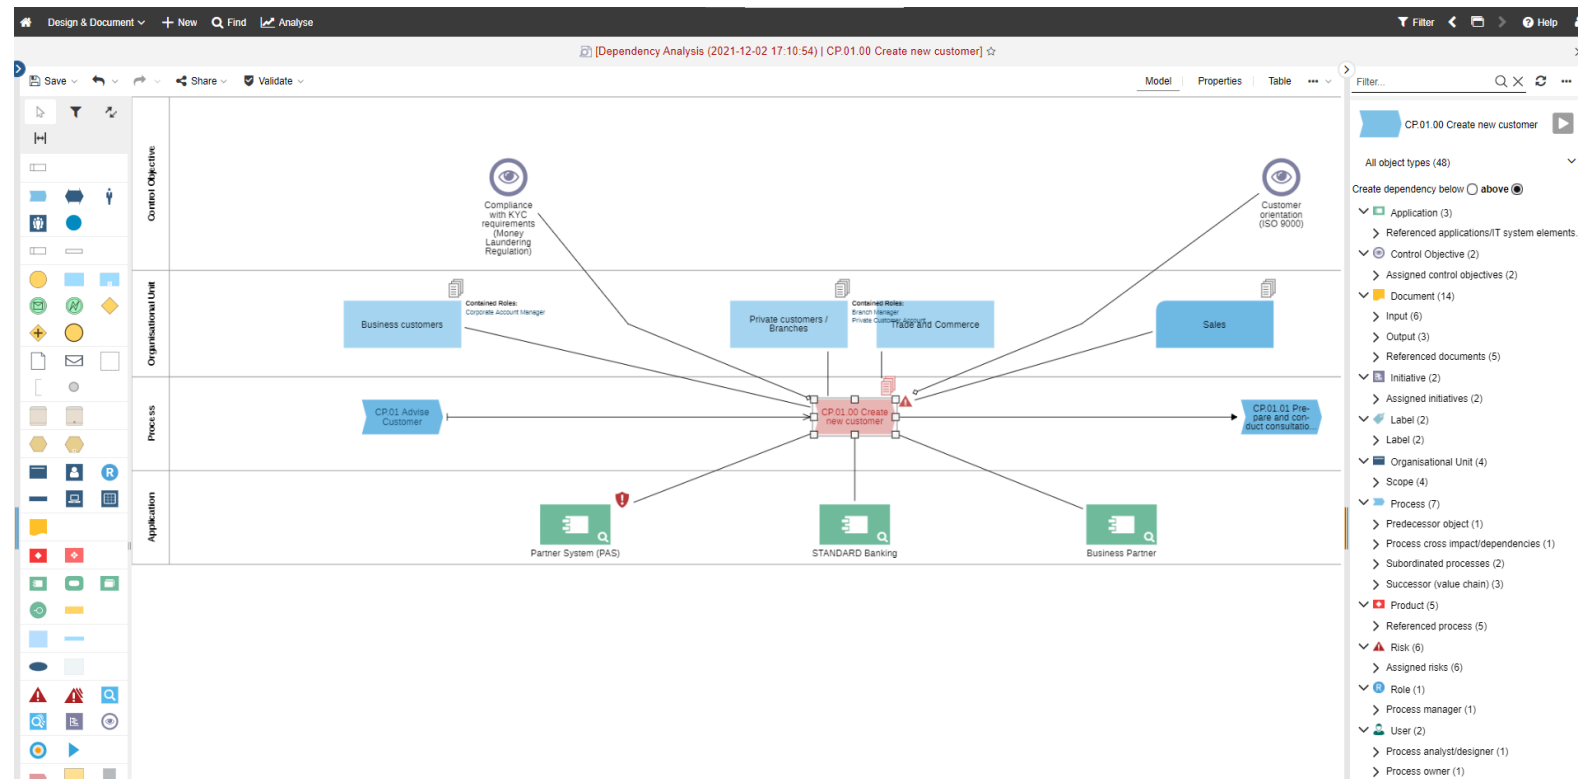 Design & Document
New
Find
Analyse
Filter
Help
[Dependency Analysis (2021-12-02 17:10:54) | CP.01.00 Create new customer]
Save
Share
Validate
Model
Properties
Table
Filter...
Control Objective
Compliance
with KYC
requirements
(Money
Laundering
Regulation)
Customer
orientation
(ISO 9000)
Organisational Unit
Business customers
Contained Roles:
Corporate Account Manager
Private customers /
Branches
Contained Roles:
Branch Manager
Private Customer Account
Trade and Commerce
Sales
Process
CP.01 Advise
Customer
CP.01.00 Create
new customer
CP.01.01 Pre-
pare and con-
duct consultatio...
Application
Partner System (PAS)
STANDARD Banking
Business Partner
R
CP.01.00 Create new customer
All object types (48)
Create dependency below above
Application (3)
Referenced applications/IT system elements.
Control Objective (2)
Assigned control objectives (2)
Document (14)
Input (6)
Output (3)
Referenced documents (5)
Initiative (2)
Assigned initiatives (2)
Label (2)
Label (2)
Organisational Unit (4)
Scope (4)
Process (7)
Predecessor object (1)
Process cross impact/dependencies (1)
Subordinated processes (2)
Successor (value chain) (3)
Product (5)
Referenced process (5)
Risk (6)
Assigned risks (6)
R Role (1)
Process manager (1)
User (2)
Process analyst/designer (1)
Process owner (1)